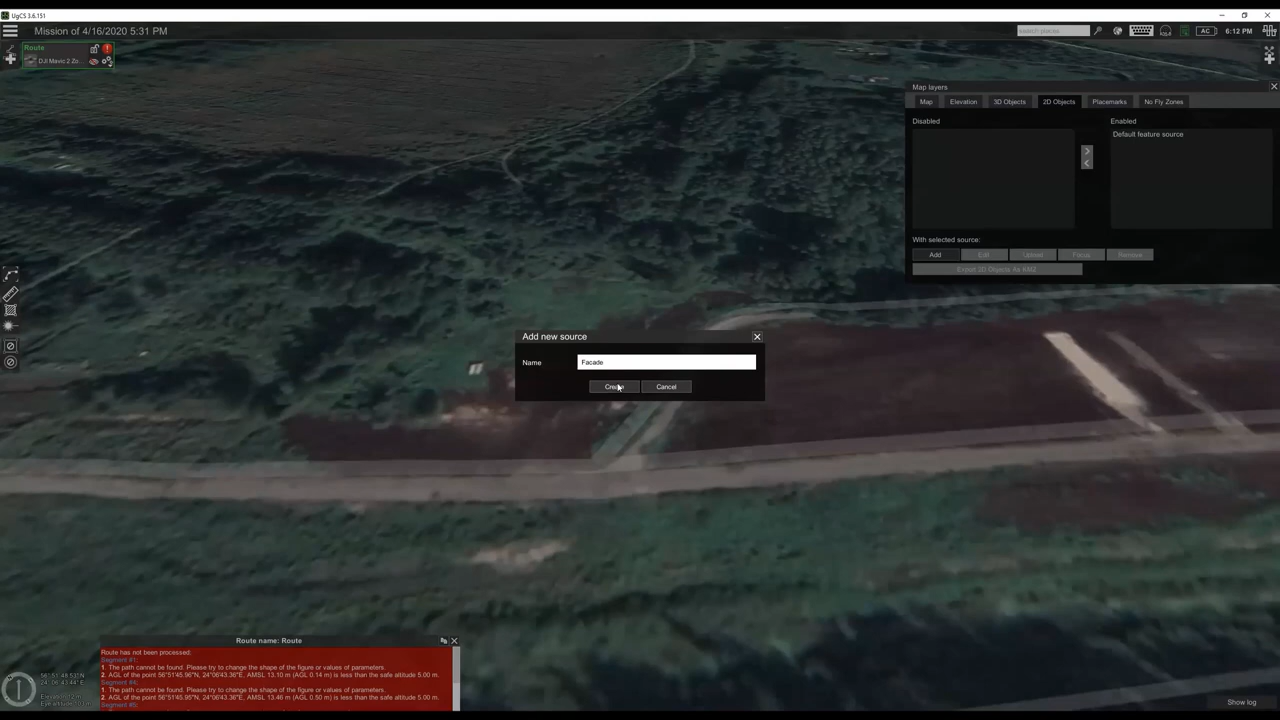 UgCS 3.6.151
Mission of 4/16/2020 5:31 PM
AC
6:12 PM
Route
DJI Mavic 2 Zo...
Map layers
Map Elevation 3D Objects 2D Objects Placemarks No Fly Zones
Disabled Enabled
Default feature source
With selected source:
Add Edit Upload Focus Remove
Export 2D Objects As KMZ
Add new source
Name Facade
Create Cancel
Route name: Route
Route has not been processed:
Segment #1:
1. The path cannot be found. Please try to change the shape of the figure or values of parameters.
2. AGL of the point 56°51'45.96"N, 24°06'43.36"E, AMSL 13.10 m (AGL 0.14 m) is less than the safe altitude 5.00 m.
Segment #4:
1. The path cannot be found. Please try to change the shape of the figure or values of parameters.
2. AGL of the point 56°51'45.95"N, 24°06'43.36"E, AMSL 13.46 m (AGL 0.50 m) is less than the safe altitude 5.00 m.
Segment #5:
Show log